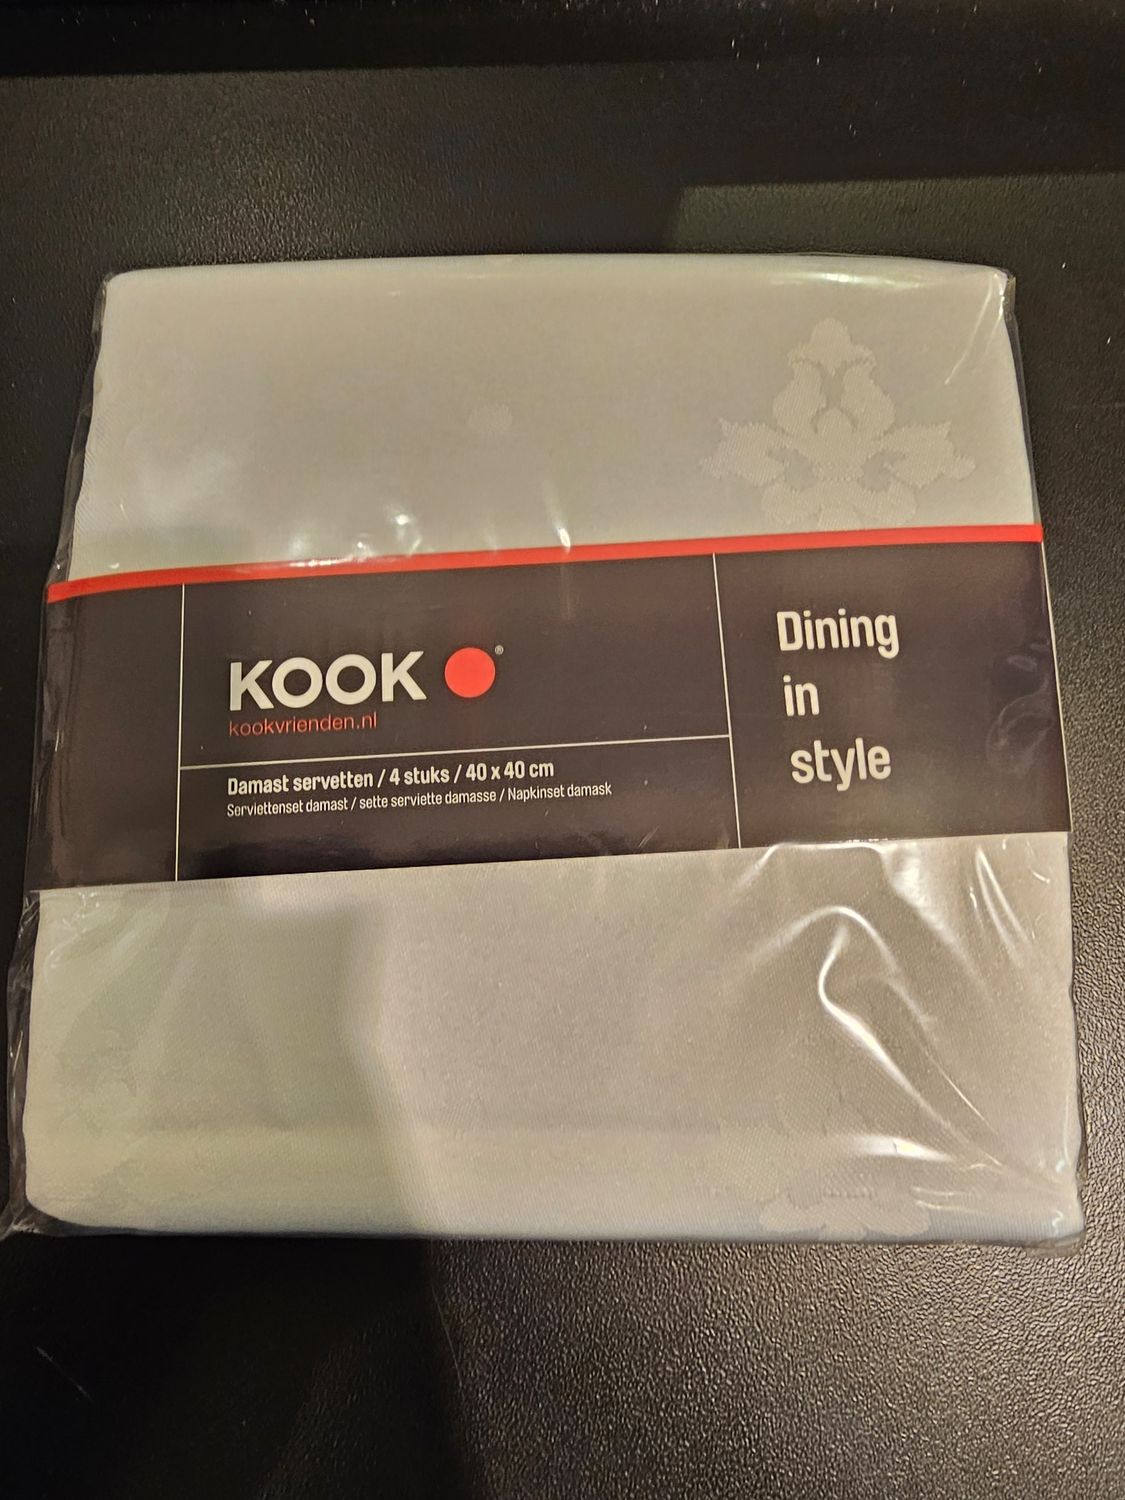 KOOK ®
kookvrienden.nl
Damast servetten / 4 stuks / 40 x 40 cm
Serviettenset damast / sette serviette damasse / Napkinset damask
Dining
in
style